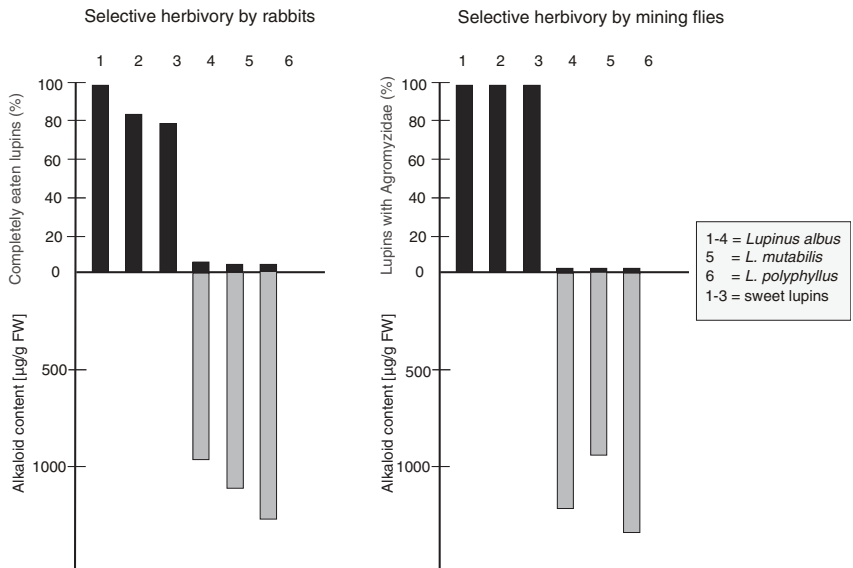 Selective herbivory by rabbits
1 2 3 4 5 6
Completely eaten lupins (%)
100
80
60
40
20
0
Alkaloid content [µg/g FW]
500
1000
Selective herbivory by mining flies
1 2 3 4 5 6
Lupins with Agromyzidae (%)
100
80
60
40
20
0
Alkaloid content [µg/g FW]
500
1000
1-4 = Lupinus albus
5 = L. mutabilis
6 = L. polyphyllus
1-3 = sweet lupins